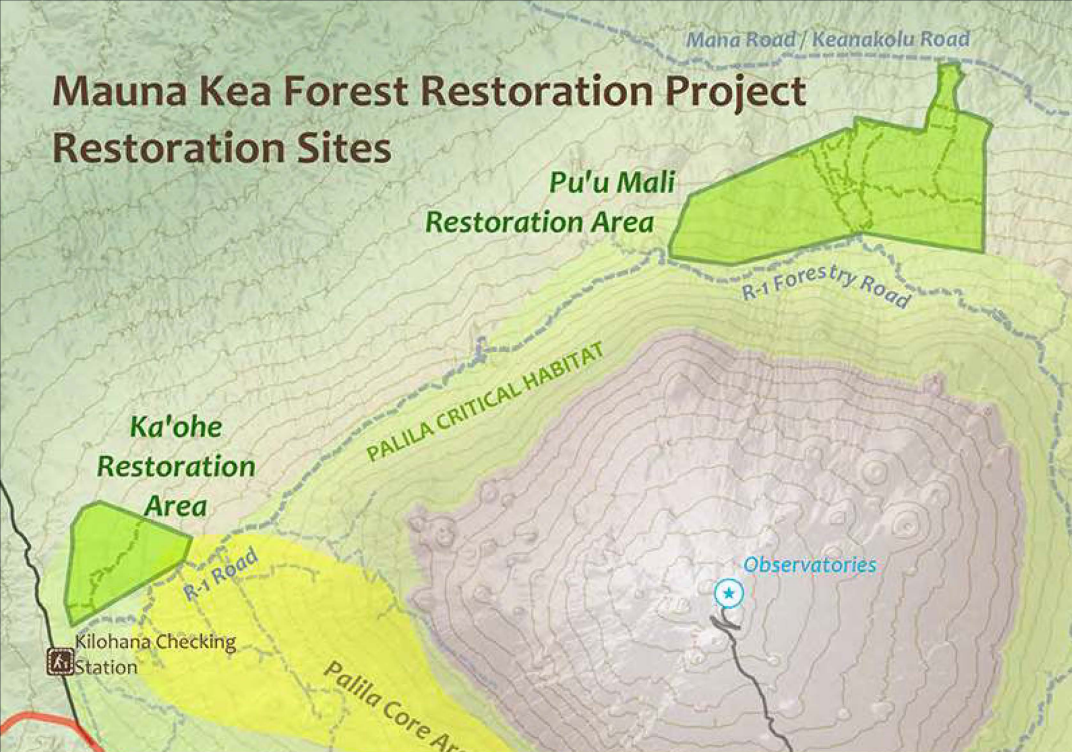 Mana Road / Keanakolu Road
Mauna Kea Forest Restoration Project
Restoration Sites
Pu'u Mali
Restoration Area
R-1 Forestry Road
PALILA CRITICAL HABITAT
Ka'ohe
Restoration
Area
R-1 Road
Observatories
Kilohana Checking
Station
Palila Core